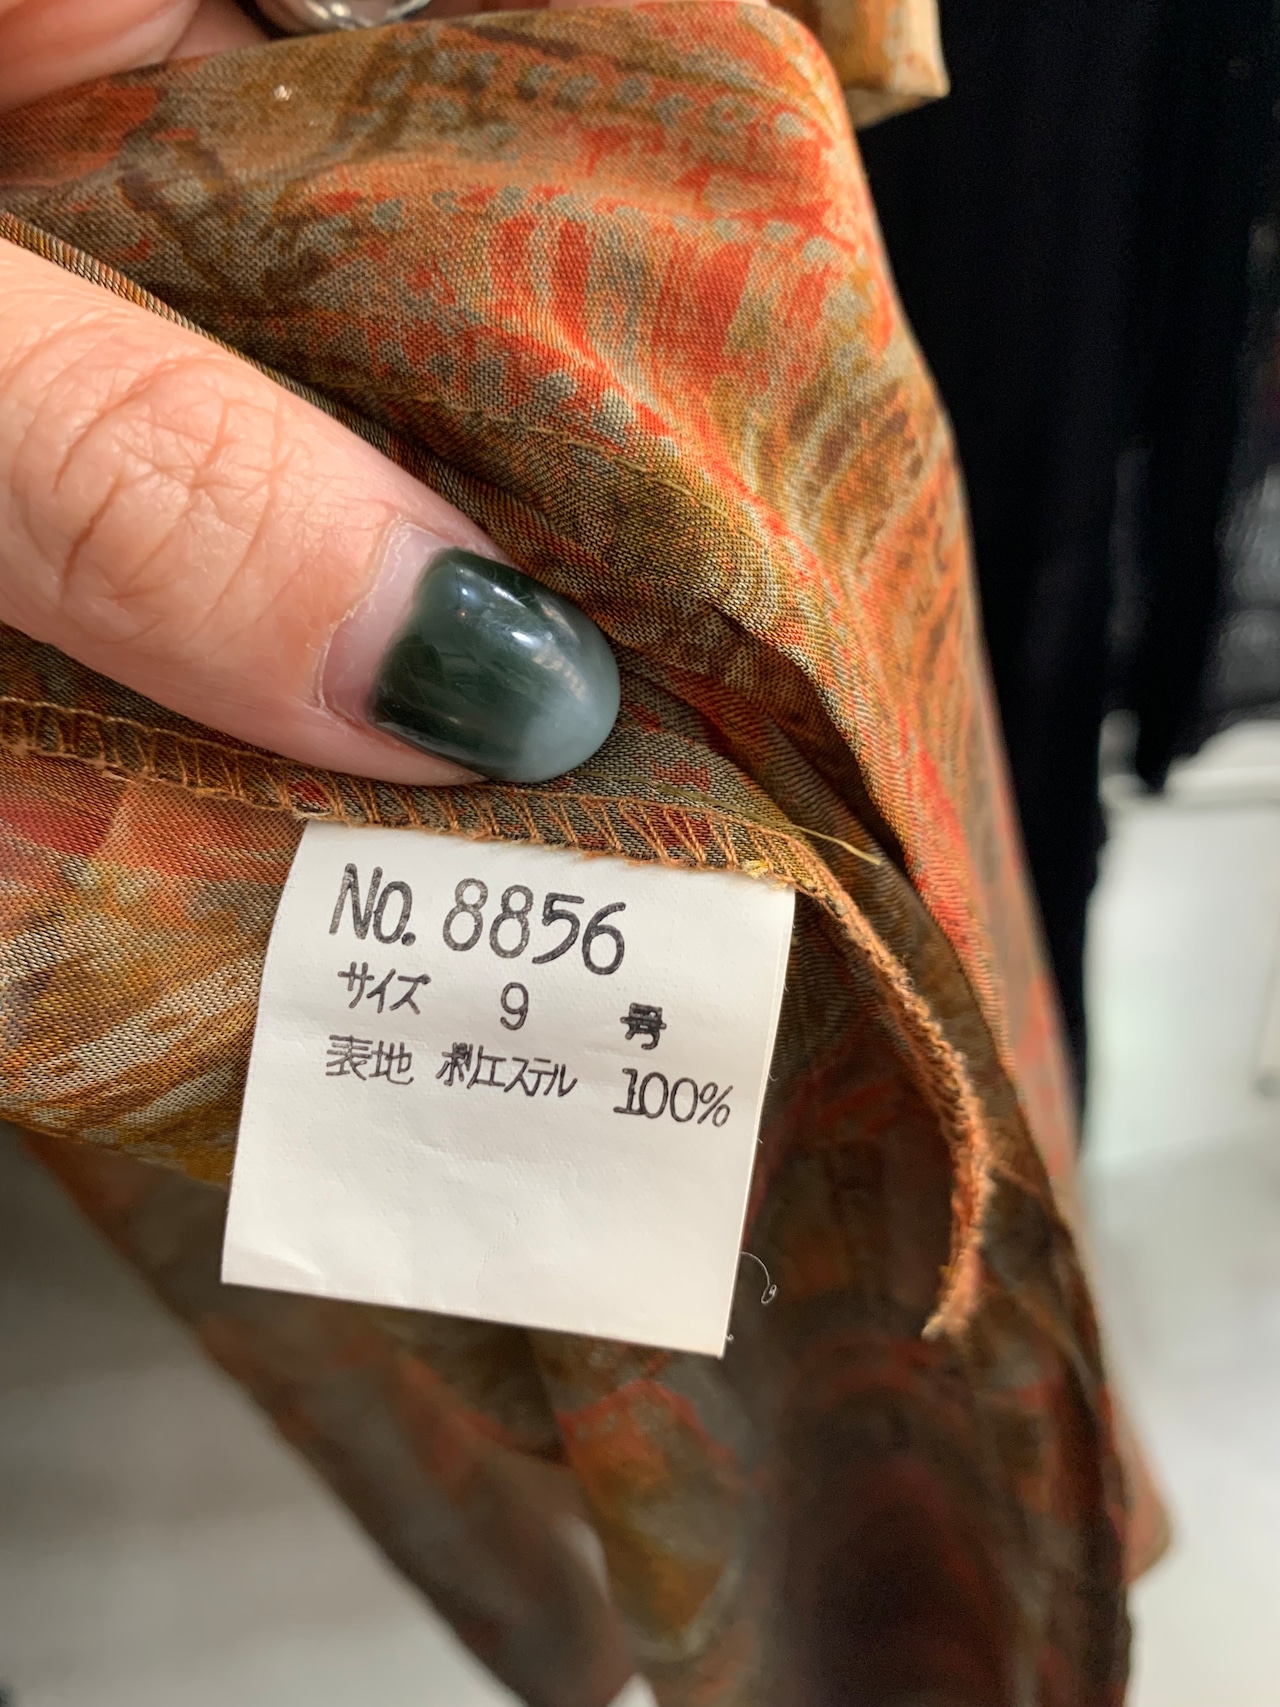 No. 8856
サイズ 9 号
表地 ポリエステル 100%